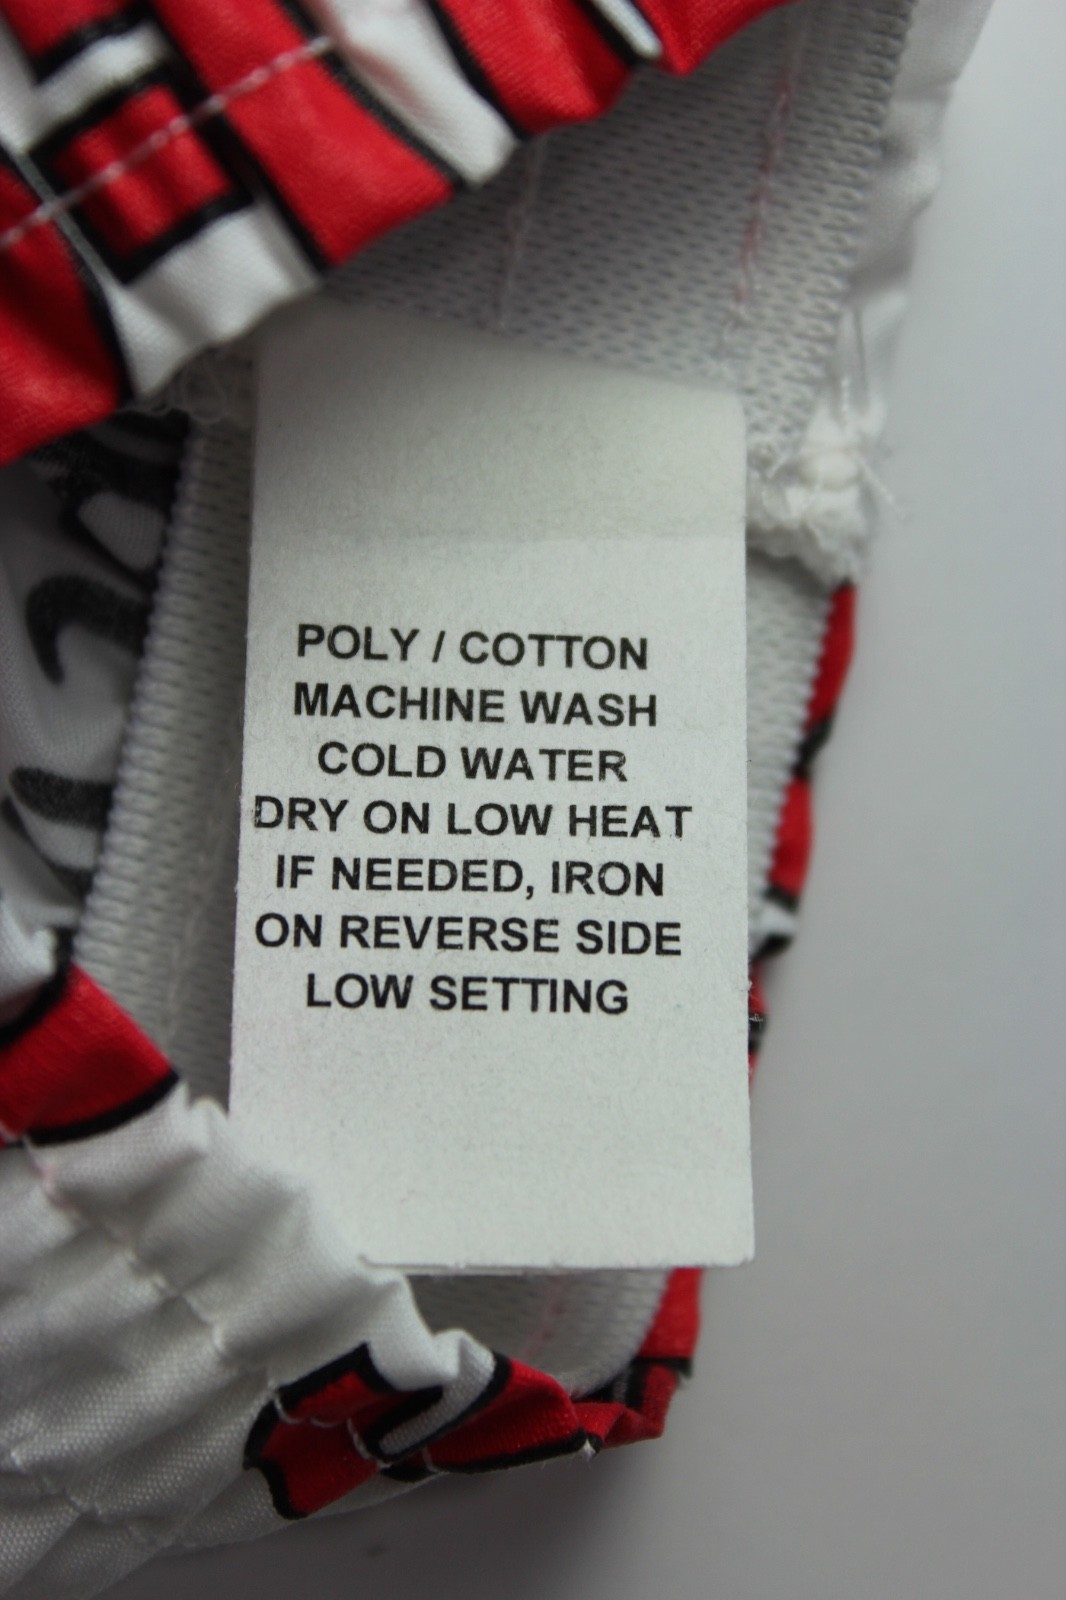 POLY / COTTON
MACHINE WASH
COLD WATER
DRY ON LOW HEAT
IF NEEDED, IRON
ON REVERSE SIDE
LOW SETTING